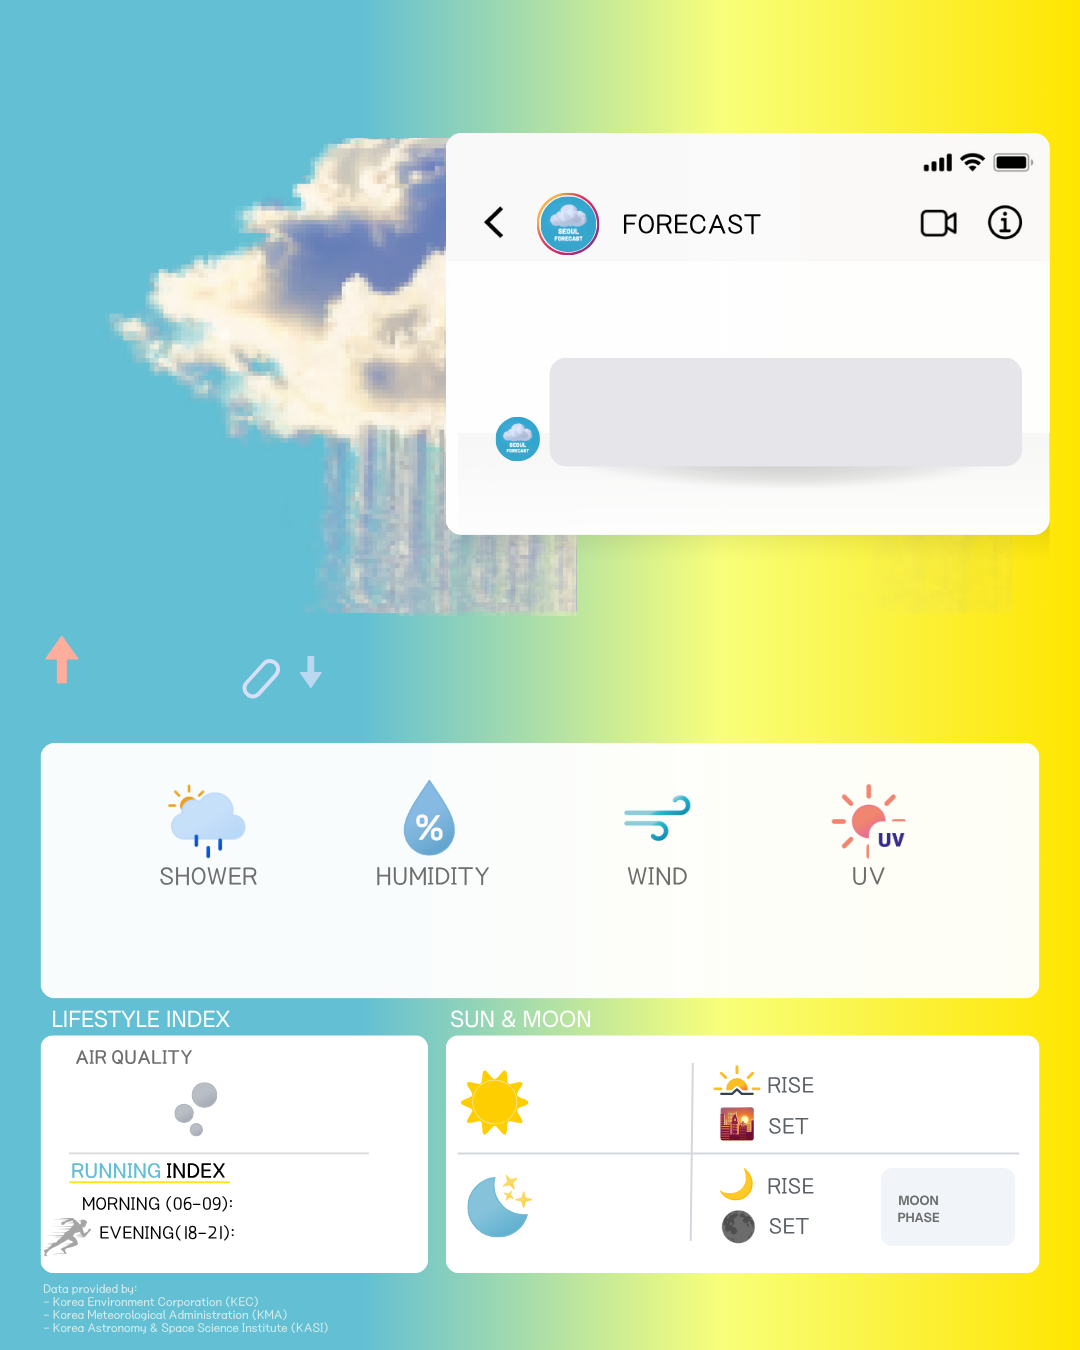 FORECAST
SEOUL
FORECAST
SEOUL
FORECAST
%
UV
SHOWER
HUMIDITY
WIND
UV
LIFESTYLE INDEX
SUN & MOON
AIR QUALITY
RISE
SET
RUNNING INDEX
MORNING (06-09):
EVENING(18-21):
RISE
SET
MOON
PHASE
Data provided by:
- Korea Environment Corporation (KEC)
- Korea Meteorological Administration (KMA)
- Korea Astronomy & Space Science Institute (KASI)